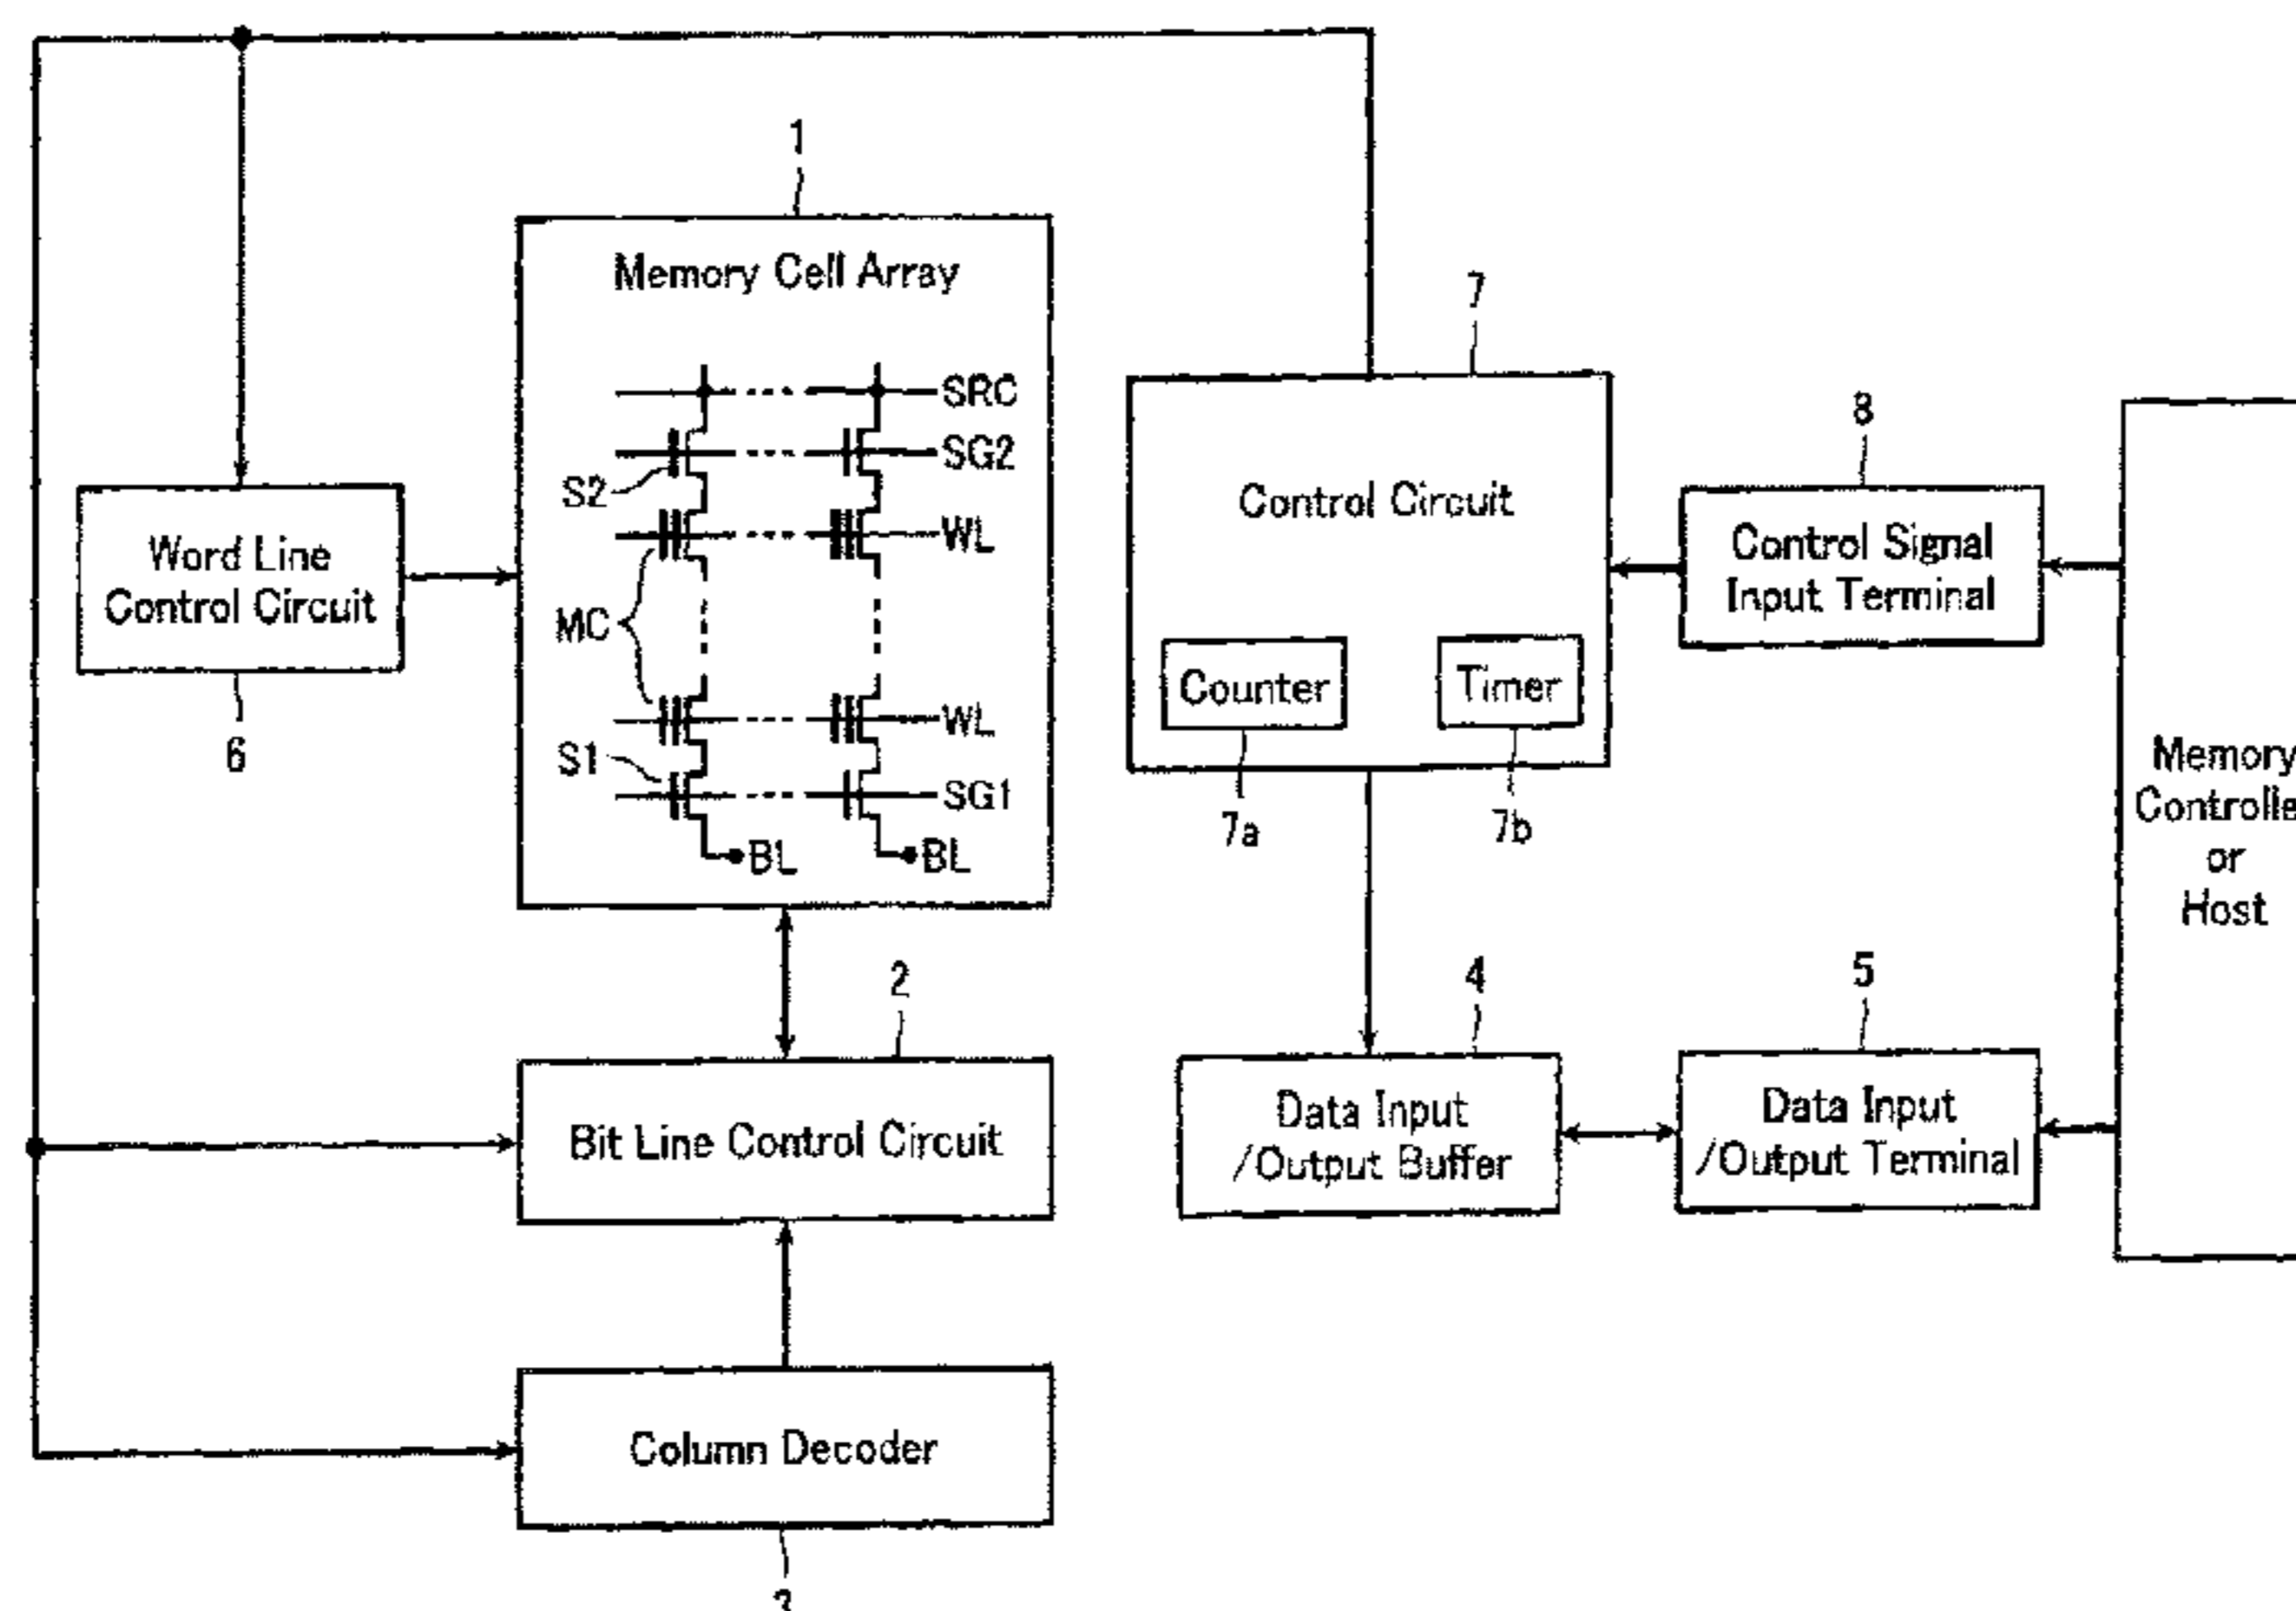 1
Memory Cell Array
SRC
SG2
S2
WL
MC
WL
S1
SG1
BL
BL
Word Line
Control Circuit
6
7
Control Circuit
Counter
Timer
7a
7b
8
Control Signal
Input Terminal
Memory
Controlle
or
Host
2
Bit Line Control Circuit
4
Data Input
/Output Buffer
5
Data Input
/Output Terminal
Column Decoder
3